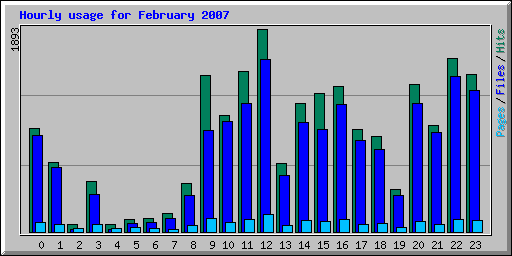 Hourly usage for February 2007
1893
Pages / Files / Hits
0 1 2 3 4 5 6 7 8 9 10 11 12 13 14 15 16 17 18 19 20 21 22 23